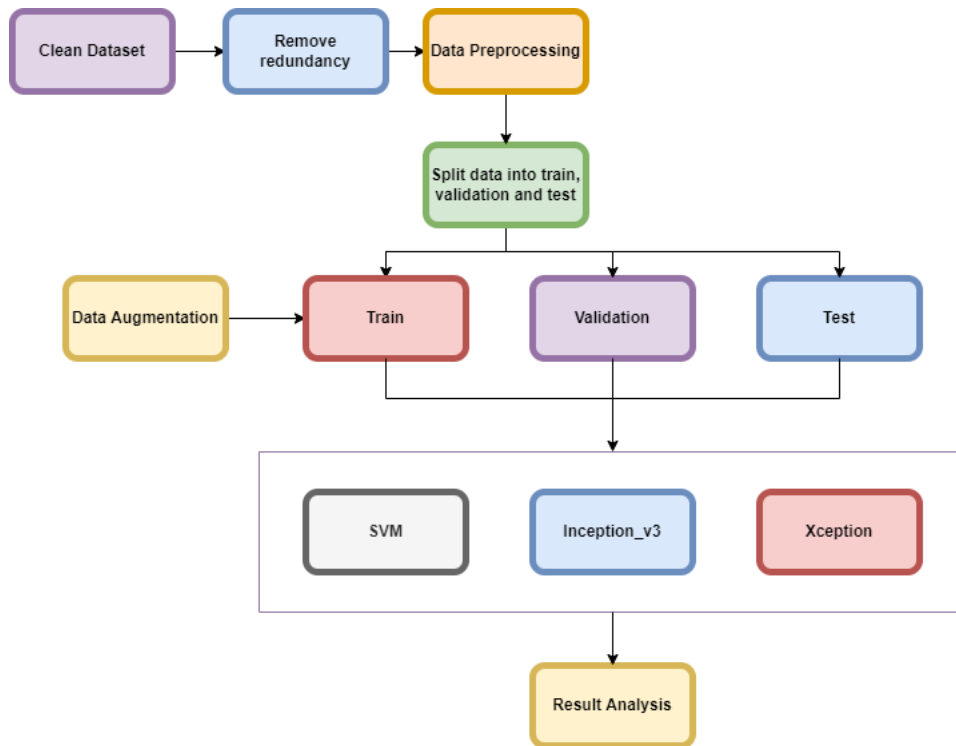 Clean Dataset
Remove
redundancy
Data Preprocessing
Split data into train,
validation and test
Data Augmentation
Train
Validation
Test
SVM
Inception_v3
Xception
Result Analysis